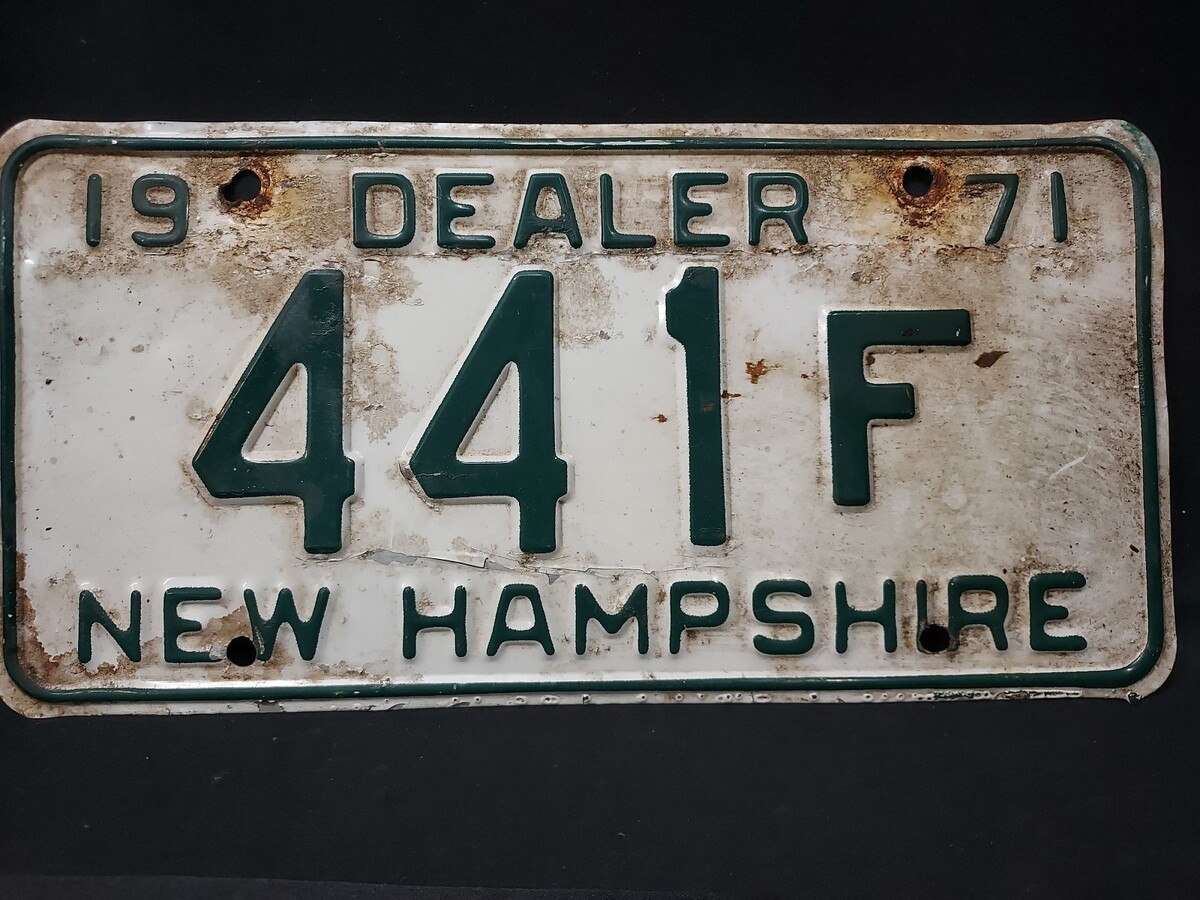 19 DEALER 71
441F
NEW HAMPSHIRE